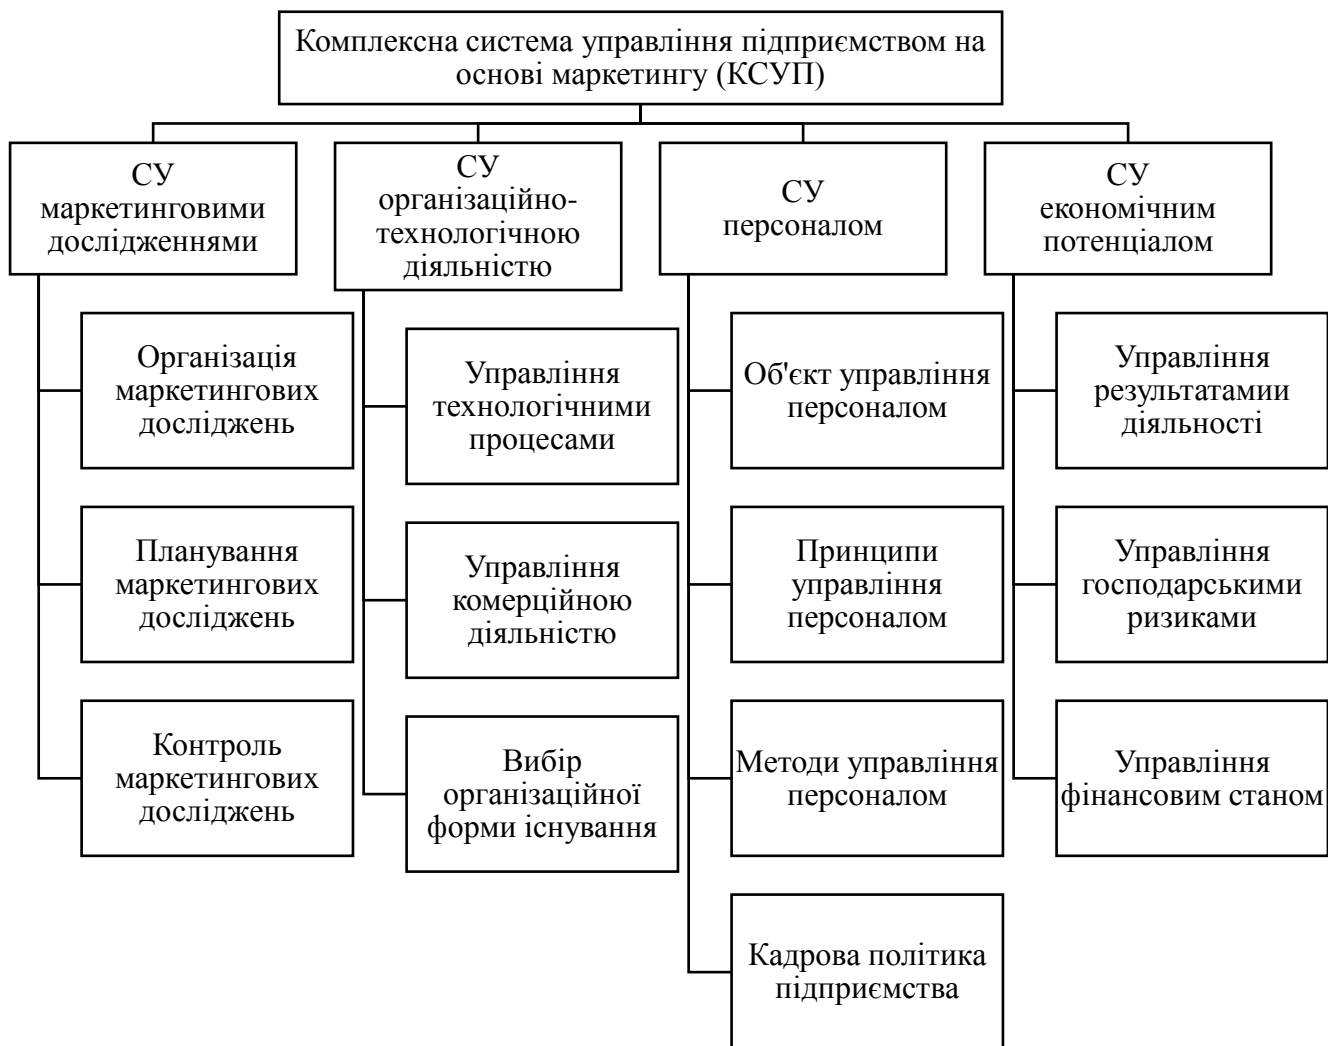 Комплексна система управління підприємством на
основі маркетингу (КСУП)
СУ
маркетинговими
дослідженнями
Організація
маркетингових
досліджень
Планування
маркетингових
досліджень
Контроль
маркетингових
досліджень
СУ
організаційно-
технологічною
діяльністю
Управління
технологічними
процесами
Управління
комерційною
діяльністю
Вибір
організаційної
форми існування
СУ
персоналом
Об'єкт управління
персоналом
Принципи
управління
персоналом
Методи управління
персоналом
Кадрова політика
підприємства
СУ
економічним
потенціалом
Управління
результатамии
діяльності
Управління
господарськими
ризиками
Управління
фінансовим станом